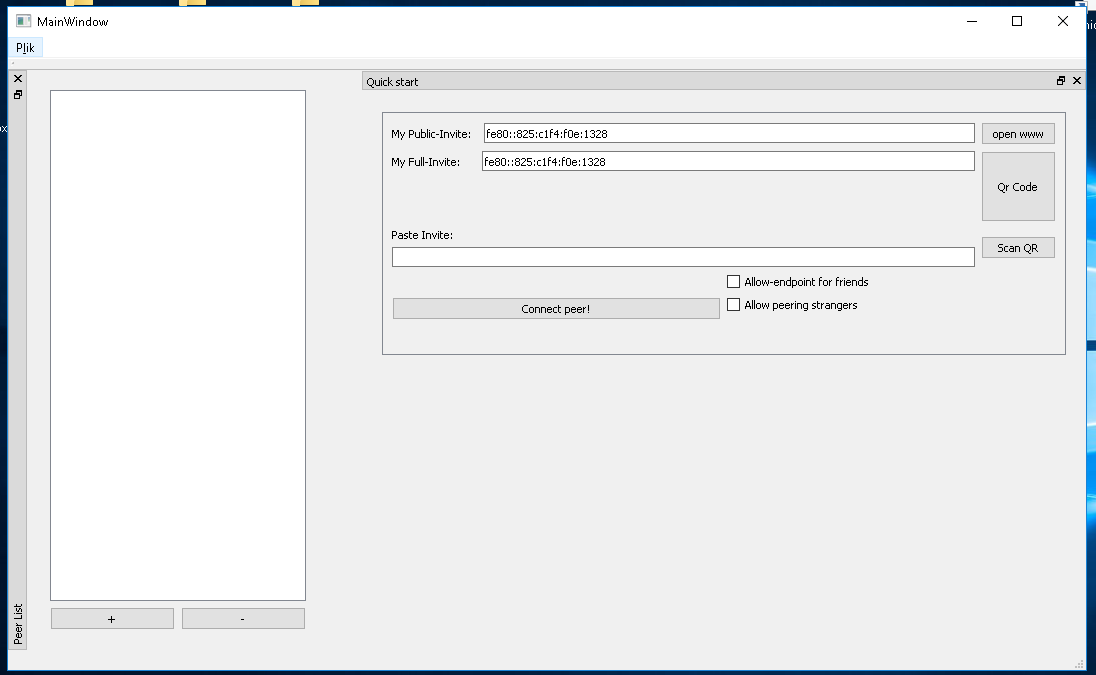 MainWindow
Plik
Quick start
My Public-Invite: fe80::825:c1f4:f0e:1328 open www
My Full-Invite: fe80::825:c1f4:f0e:1328
Qr Code
Paste Invite:
Scan QR
Allow-endpoint for friends
Connect peer!
Allow peering strangers
Peer List
+ -